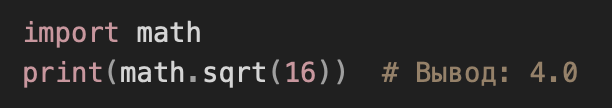 import math
print(math.sqrt(16))  # Вывод: 4.0